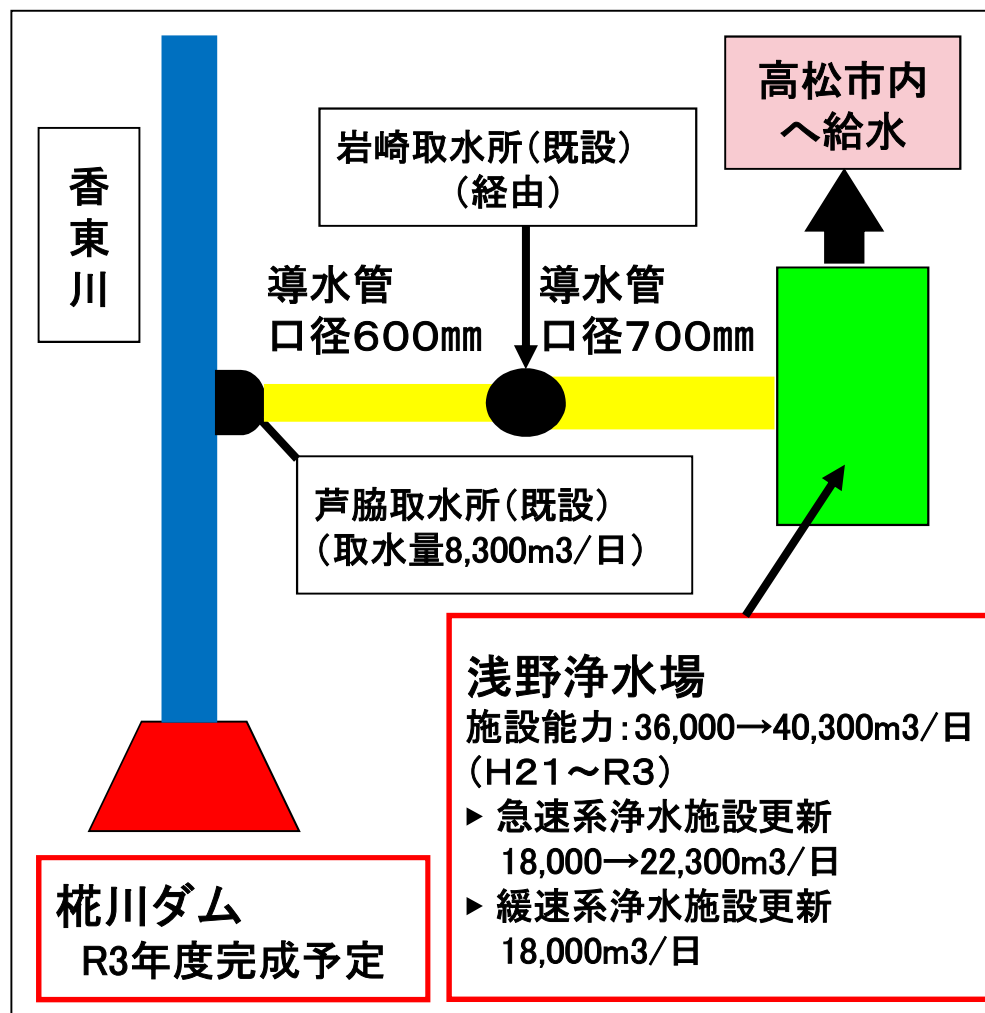 香東川
岩崎取水所(既設)
(経由)
高松市内
へ給水
導水管
口径600㎜
導水管
口径700㎜
芦脇取水所(既設)
(取水量8,300m3/日)
浅野浄水場
施設能力:36,000→40,300m3/日
(H21~R3)
▶ 急速系浄水施設更新
18,000→22,300m3/日
▶ 緩速系浄水施設更新
18,000m3/日
椛川ダム
R3年度完成予定